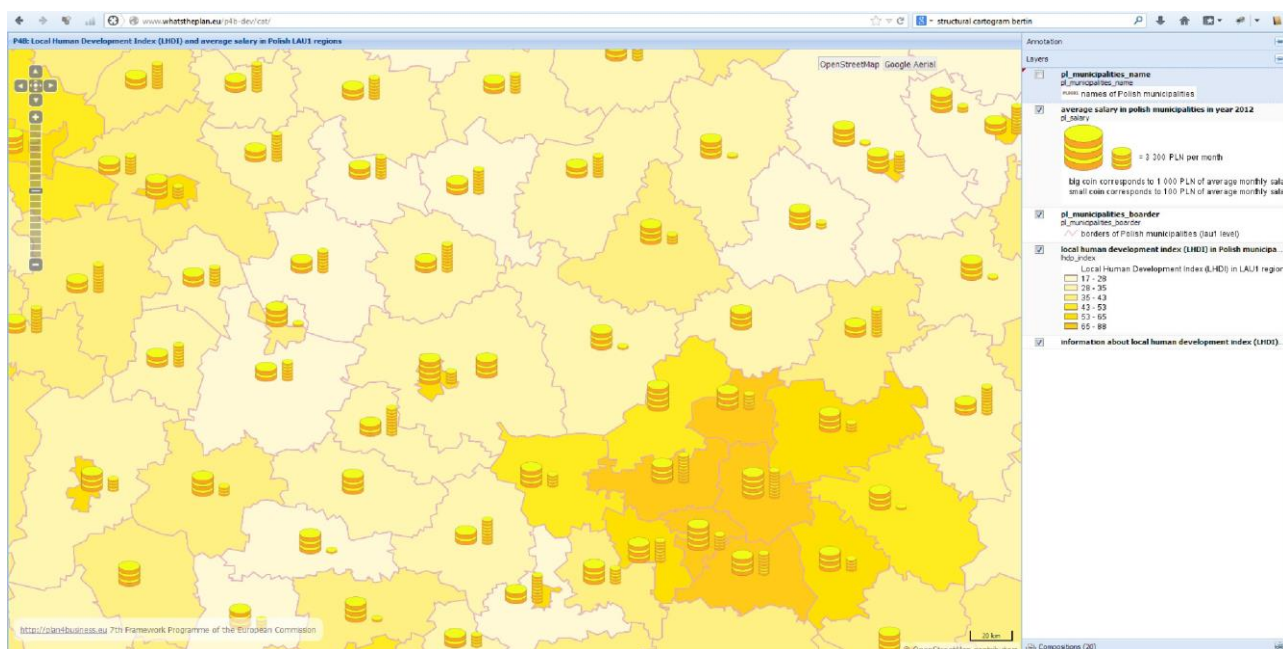 www.whatstheplan.eu/p4b-dev/cat/
structural cartogram bertin
P4B: Local Human Development Index (LHDI) and average salary in Polish LAU1 regions
OpenStreetMap Google Aerial
Annotation
Layers
pl_municipalities_name
pl_municipalities_name
names of Polish municipalities
average salary in polish municipalities in year 2012
pl_salary
= 3 300 PLN per month
big coin corresponds to 1 000 PLN of average monthly sala
small coin corresponds to 100 PLN of average monthly sala
pl_municipalities_boarder
pl_municipalities_boarder
borders of Polish municipalities (lau1 level)
local human development index (LHDI) in Polish municipa...
lhdp_index
Local Human Development Index (LHDI) in LAU1 region
17 - 28
28 - 35
35 - 43
43 - 53
53 - 65
65 - 88
information about local human development index (LHDI)...
http://plan4business.eu 7th Framework Programme of the European Commission
20 km
© OpenStreetMap contributors
Compositions (20)